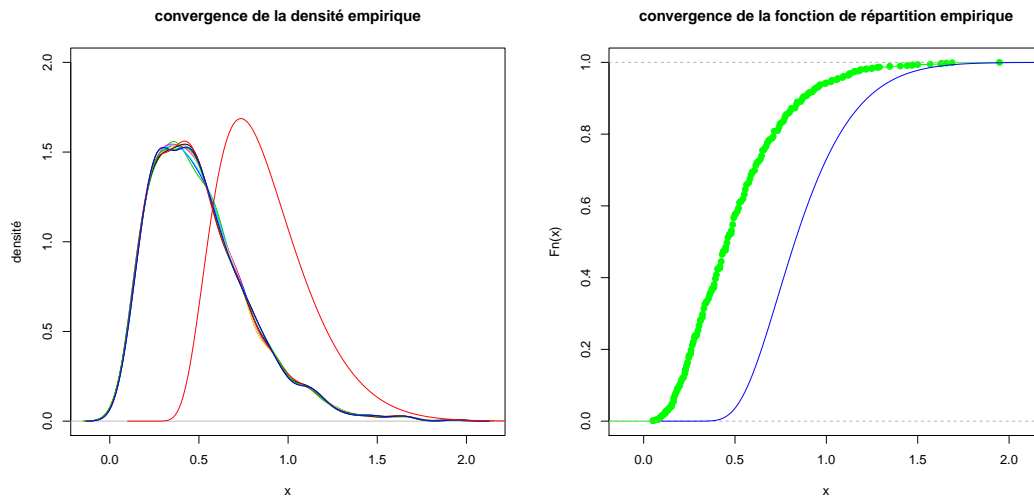 convergence de la densité empirique
densité
2.0
1.5
1.0
0.5
0.0
0.0 0.5 1.0 1.5 2.0
x
convergence de la fonction de répartition empirique
Fn(x)
1.0
0.8
0.6
0.4
0.2
0.0
0.0 0.5 1.0 1.5 2.0
x